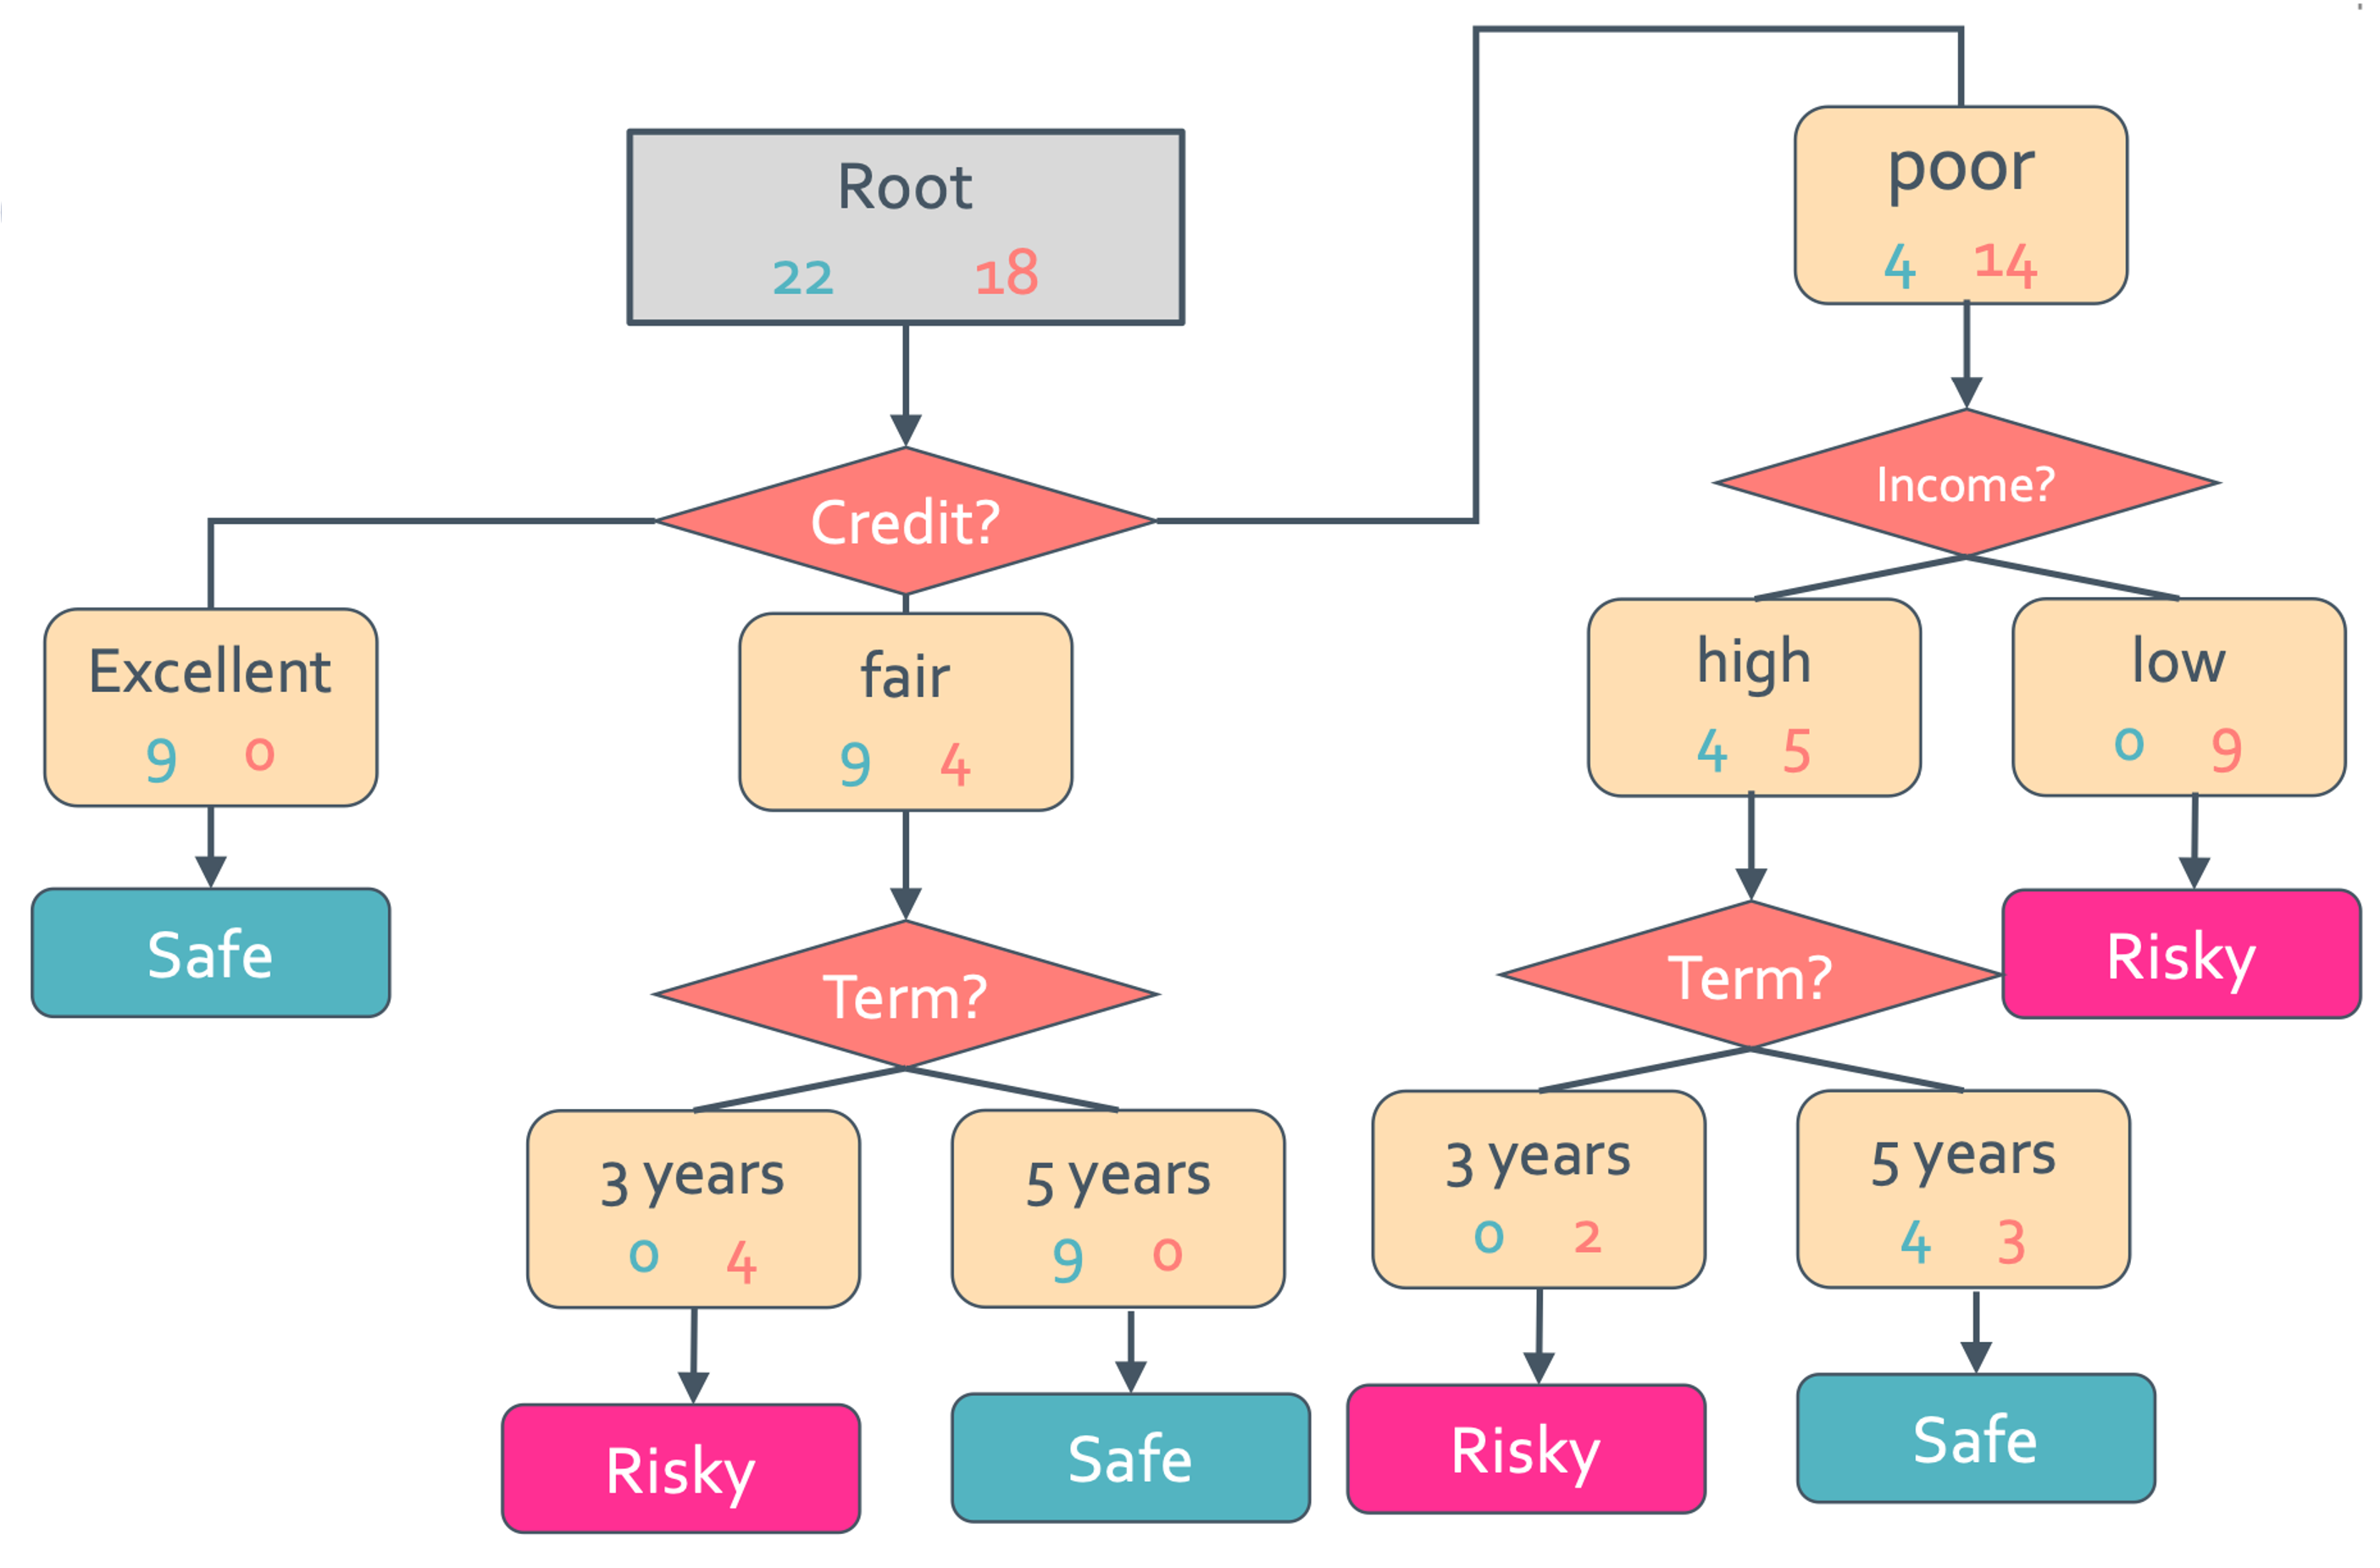 Root
22 18
Credit?
Excellent
9 0
Safe
fair
9 4
Term?
3 years
0 4
Risky
5 years
9 0
Safe
poor
4 14
Income?
high
4 5
Term?
3 years
0 2
Risky
5 years
4 3
Safe
low
0 9
Risky